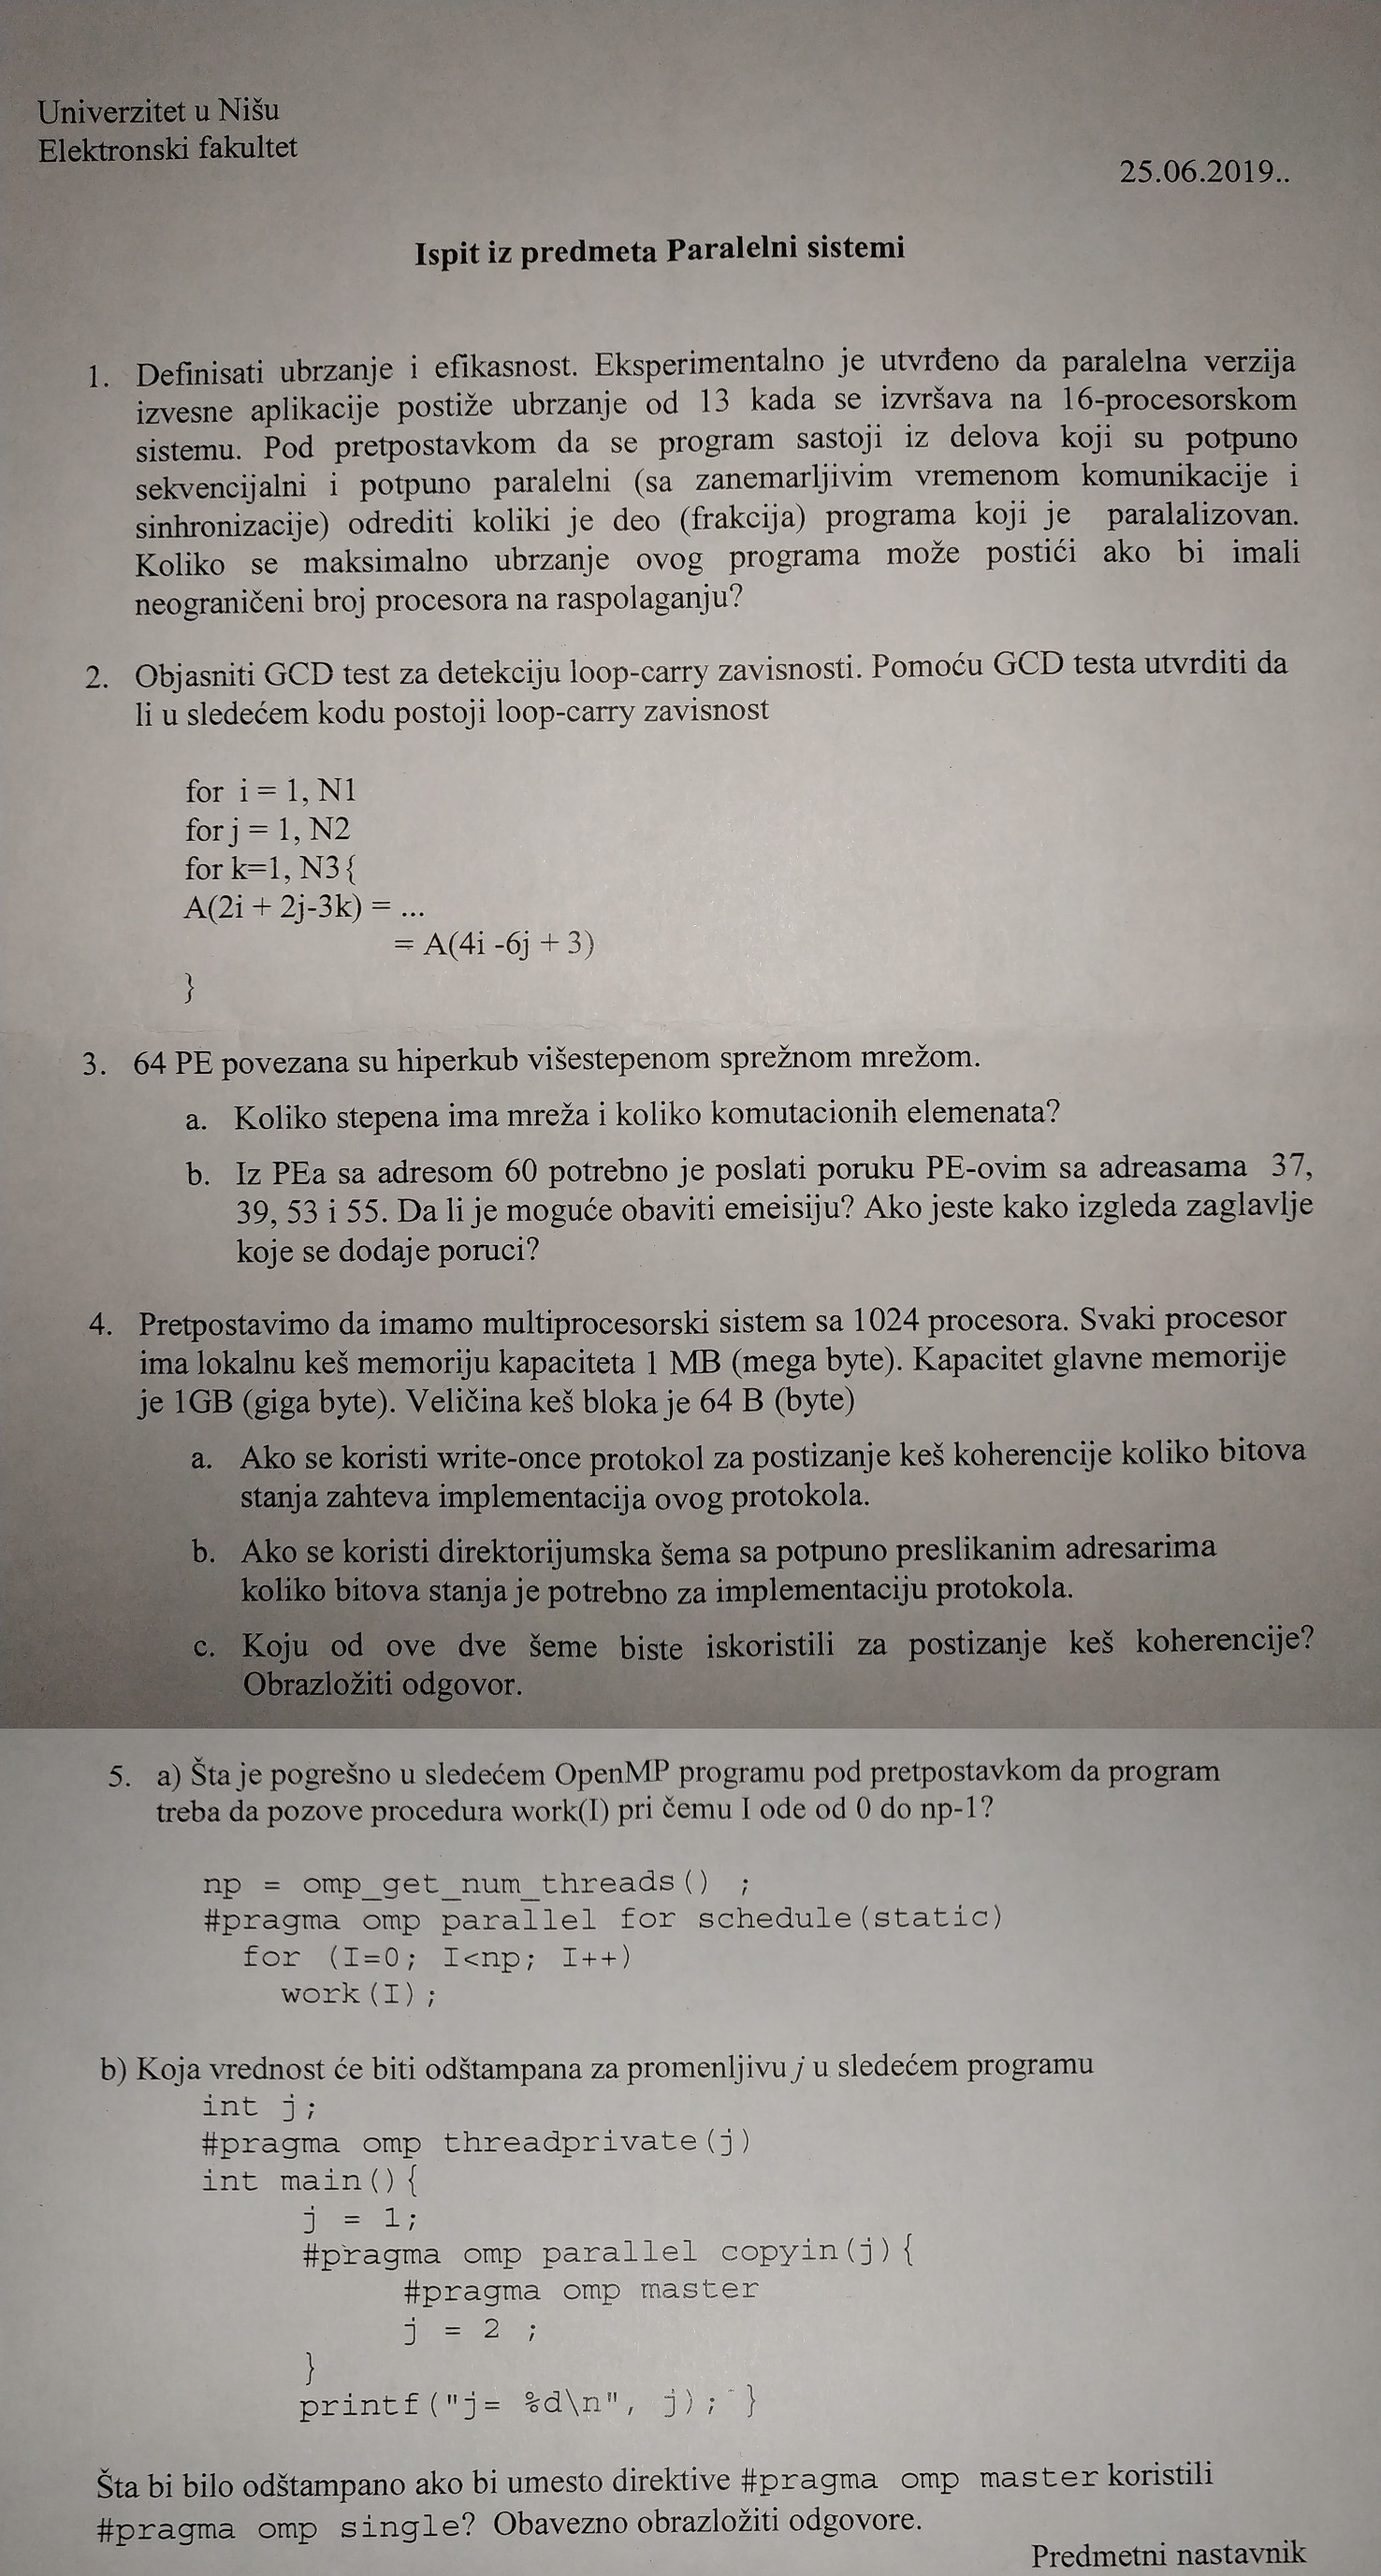 Univerzitet u Nišu
Elektronski fakultet
25.06.2019..
Ispit iz predmeta Paralelni sistemi
1. Definisati ubrzanje i efikasnost. Eksperimentalno je utvrđeno da paralelna verzija
izvesne aplikacije postiže ubrzanje od 13 kada se izvršava na 16-procesorskom
sistemu. Pod pretpostavkom da se program sastoji iz delova koji su potpuno
sekvencijalni i potpuno paralelni (sa zanemarljivim vremenom komunikacije i
sinhronizacije) odrediti koliki je deo (frakcija) programa koji je paralalizovan.
Koliko se maksimalno ubrzanje ovog programa može postići ako bi imali
neograničeni broj procesora na raspolaganju?
2. Objasniti GCD test za detekciju loop-carry zavisnosti. Pomoću GCD testa utvrditi da
li u sledećem kodu postoji loop-carry zavisnost
for i = 1, N1
for j = 1, N2
for k=1, N3{
A(2i + 2j-3k) = ...
= A(4i -6j + 3)
}
3. 64 PE povezana su hiperkub višestepenom sprežnom mrežom.
a. Koliko stepena ima mreža i koliko komutacionih elemenata?
b. Iz PEa sa adresom 60 potrebno je poslati poruku PE-ovim sa adreasama 37,
39, 53 i 55. Da li je moguće obaviti emeisiju? Ako jeste kako izgleda zaglavlje
koje se dodaje poruci?
4. Pretpostavimo da imamo multiprocesorski sistem sa 1024 procesora. Svaki procesor
ima lokalnu keš memoriju kapaciteta 1 MB (mega byte). Kapacitet glavne memorije
je 1GB (giga byte). Veličina keš bloka je 64 B (byte)
a. Ako se koristi write-once protokol za postizanje keš koherencije koliko bitova
stanja zahteva implementacija ovog protokola.
b. Ako se koristi direktorijumska šema sa potpuno preslikanim adresarima
koliko bitova stanja je potrebno za implementaciju protokola.
c. Koju od ove dve šeme biste iskoristili za postizanje keš koherencije?
Obrazložiti odgovor.
5. a) Šta je pogrešno u sledećem OpenMP programu pod pretpostavkom da program
treba da pozove procedura work(I) pri čemu I ode od 0 do np-1?
np = omp_get_num_threads() ;
#pragma omp parallel for schedule(static)
for (I=0; I<np; I++)
work(I);
b) Koja vrednost će biti odštampana za promenljivu j u sledećem programu
int j;
#pragma omp threadprivate(j)
int main(){
j = 1;
#pragma omp parallel copyin(j){
#pragma omp master
j = 2 ;
}
printf("j= %d\n", j); }
Šta bi bilo odštampano ako bi umesto direktive #pragma omp master koristili
#pragma omp single? Obavezno obrazložiti odgovore.
Predmetni nastavnik